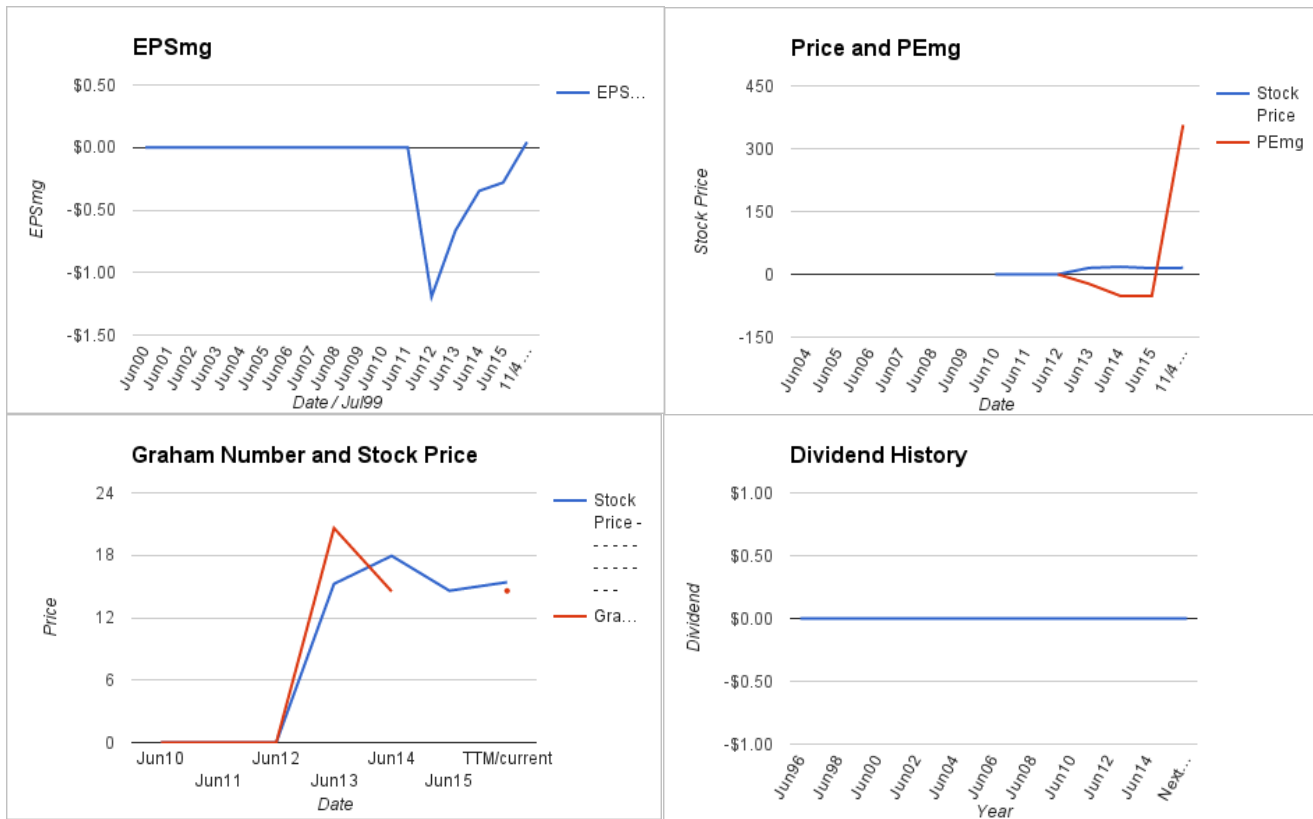 EPSmg
$0.50
$0.00
-$0.50
-$1.00
-$1.50
EPSmg
EPS...
Jun00
Jun01
Jun02
Jun03
Jun04
Jun05
Jun06
Jun07
Jun08
Jun09
Jun10
Jun11
Jun12
Jun13
Jun14
Jun15
11/4...
Date / Jul99
Price and PEmg
450
300
150
0
-150
Stock Price
Stock
Price
PEmg
Jun04
Jun05
Jun06
Jun07
Jun08
Jun09
Jun10
Jun11
Jun12
Jun13
Jun14
Jun15
11/4...
Date
Graham Number and Stock Price
24
18
12
6
0
Price
Stock
Price -
- - - - -
- - - - -
- - -
Gra...
Jun10
Jun11
Jun12
Jun13
Jun14
Jun15
TTM/current
Date
Dividend History
$1.00
$0.50
$0.00
-$0.50
-$1.00
Dividend
Jun96
Jun98
Jun00
Jun02
Jun04
Jun06
Jun08
Jun10
Jun12
Jun14
Next...
Year